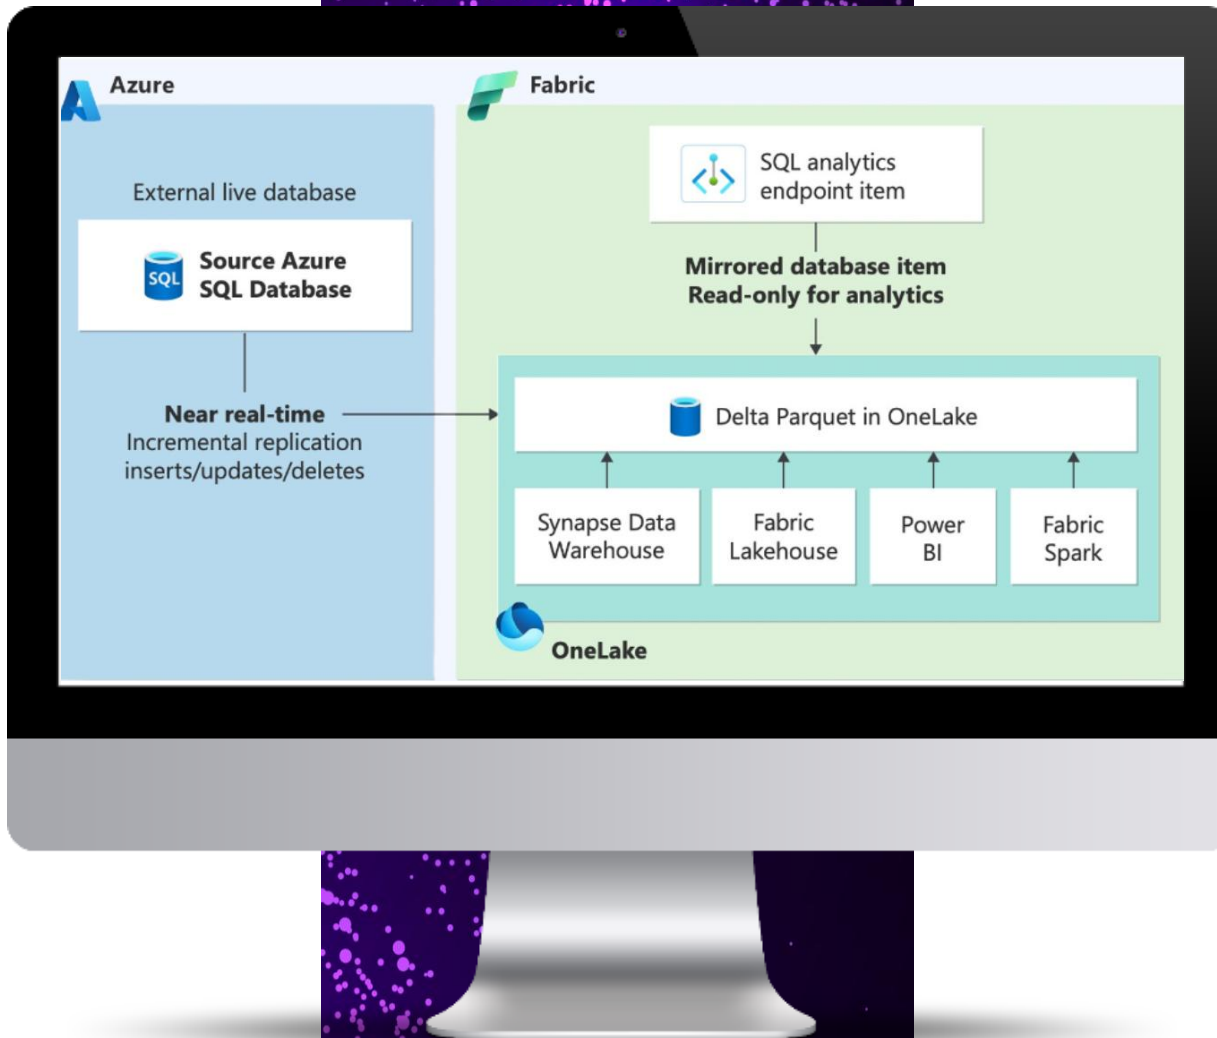 Azure
Fabric
External live database
SQL
Source Azure
SQL Database
Near real-time
Incremental replication
inserts/updates/deletes
SQL analytics
endpoint item
Mirrored database item
Read-only for analytics
Delta Parquet in OneLake
Synapse Data
Warehouse
Fabric
Lakehouse
Power
BI
Fabric
Spark
OneLake